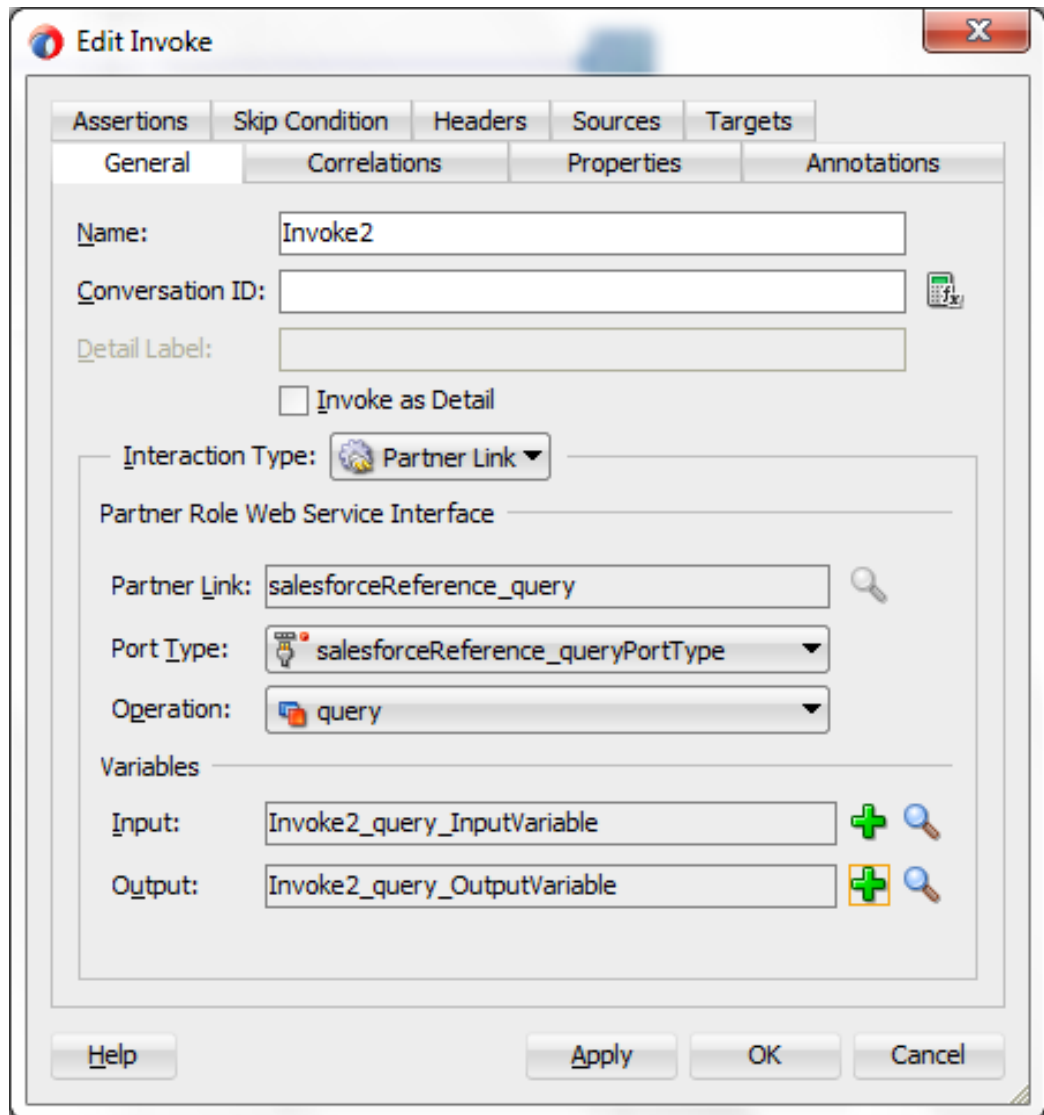 Edit Invoke
Assertions Skip Condition Headers Sources Targets
General Correlations Properties Annotations
Name: Invoke2
Conversation ID:
Detail Label:
Invoke as Detail
Interaction Type: Partner Link
Partner Role Web Service Interface
Partner Link: salesforceReference_query
Port Type: salesforceReference_queryPortType
Operation: query
Variables
Input: Invoke2_query_InputVariable
Output: Invoke2_query_OutputVariable
Help Apply OK Cancel